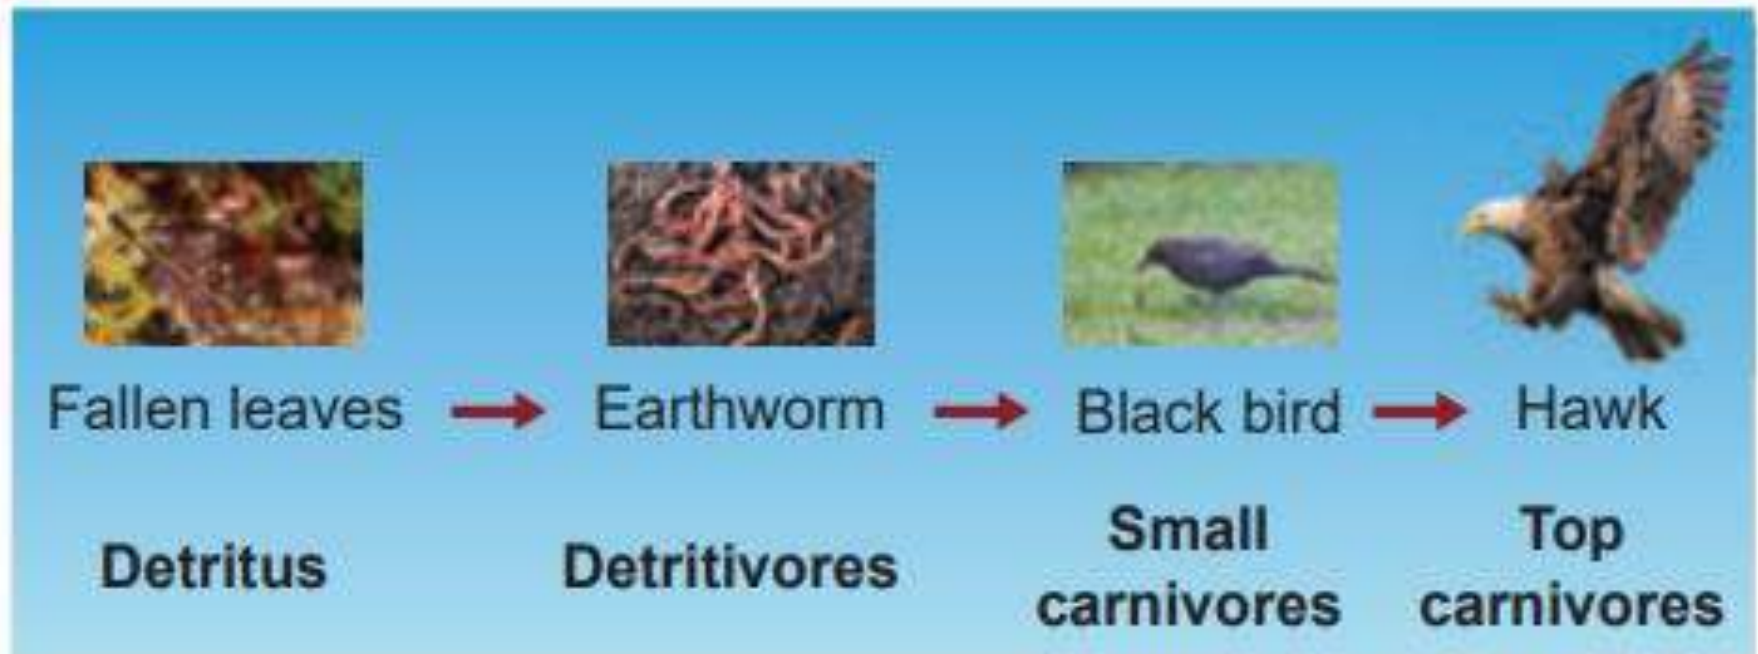 Fallen leaves → Earthworm → Black bird → Hawk
Detritus Detritivores Small carnivores Top carnivores